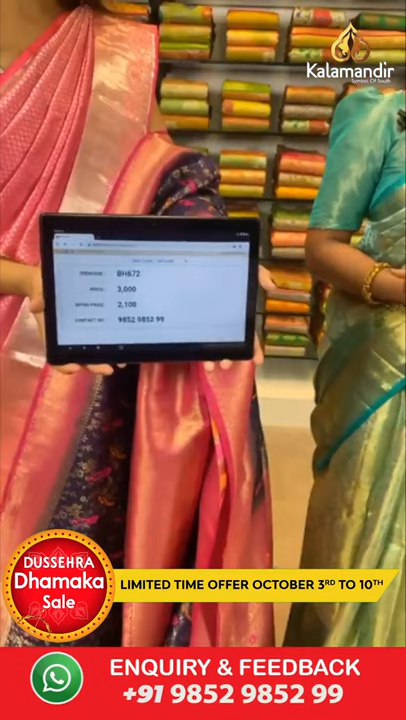 Kalamandir
Symbol Of South
BH672
PRICE: 3,000
OFFER PRICE: 2,100
CONTACT NO: 9852 9852 99
DUSSEHRA
Dhamaka
Sale
LIMITED TIME OFFER OCTOBER 3RD TO 10TH
ENQUIRY & FEEDBACK
+91 9852 9852 99